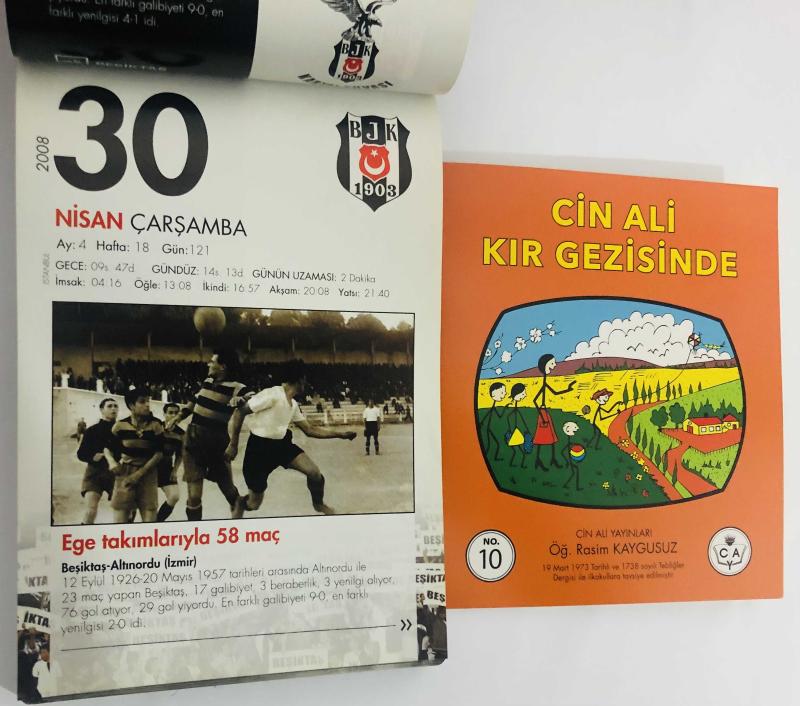 farklı galibiyeti 9-0, en
farklı yenilgisi 4-1 idi.
BEŞİKTAŞ
BJK
1903
2008
30
BJK
1903
NİSAN ÇARŞAMBA
Ay: 4 Hafta: 18 Gün:121
İSTANBUL
GECE: 09s. 47d. GÜNDÜZ: 14s. 13d GÜNÜN UZAMASI: 2 Dakika
İmsak: 04:16 Öğle: 13:08 İkindi: 16:57 Akşam: 20:08 Yatsı: 21:40
Ege takımlarıyla 58 maç
Beşiktaş-Altınordu (İzmir)
12 Eylül 1926-20 Mayıs 1957 tarihleri arasında Altınordu ile
23 maç yapan Beşiktaş, 17 galibiyet, 3 beraberlik, 3 yenilgi alıyor,
76 gol atıyor, 29 gol yiyordu. En farklı galibiyeti 9-0, en farklı
yenilgisi 2-0 idi.
BEŞİKTAŞ
CİN ALİ
KIR GEZİSİNDE
NO.
10
CİN ALİ YAYINLARI
Öğ. Rasim KAYGUSUZ
19 Mart 1973 Tarihli ve 1738 sayılı Tebliğler
Dergisi ile ilkokullara tavsiye edilmiştir.
C A
Y